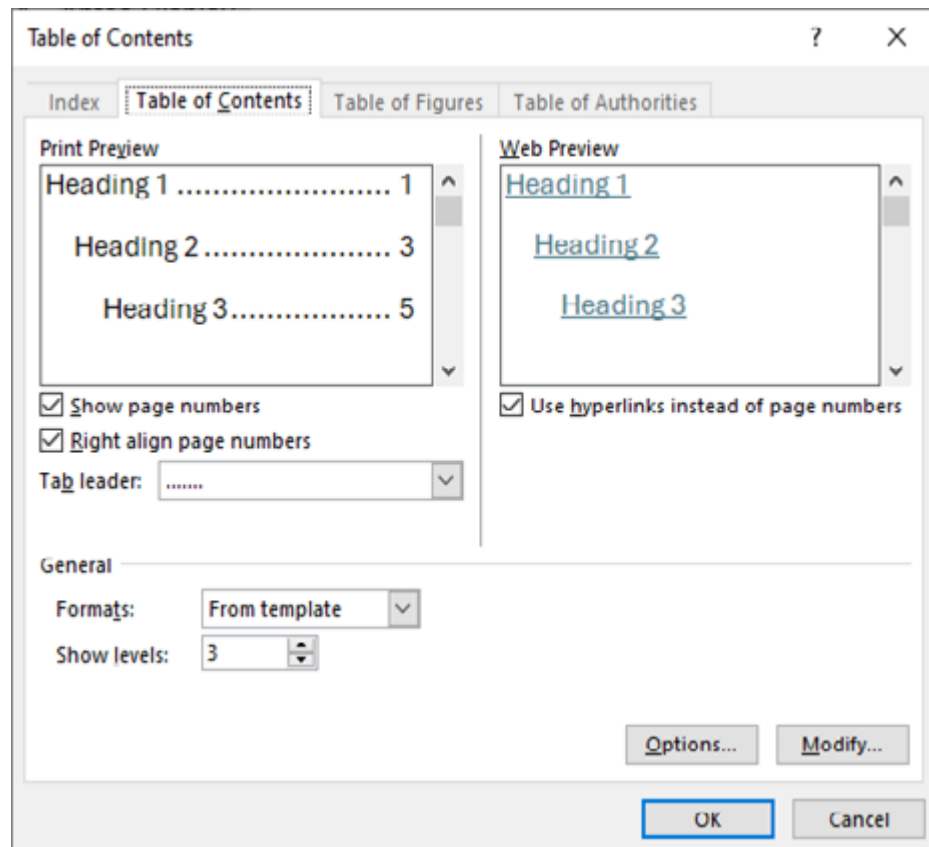 Table of Contents ? X
Index Table of Contents Table of Figures Table of Authorities
Print Preview
Heading 1 ........................ 1
Heading 2 ..................... 3
Heading 3 .................. 5
Show page numbers
Right align page numbers
Tab leader: .......
Web Preview
Heading 1
Heading 2
Heading 3
Use hyperlinks instead of page numbers
General
Formats: From template
Show levels: 3
Options... Modify...
OK Cancel